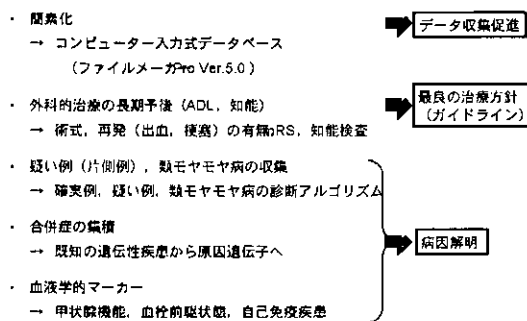 ・ 簡素化
→ コンピューター入力式データベース
（ファイルメーカPro Ver.5.0）
データ収集促進
・ 外科的治療の長期予後（ADL，知能）
→ 術式，再発（出血，梗塞）の有無mRS，知能検査
最良の治療方針
（ガイドライン）
・ 疑い例（片側例），類モヤモヤ病の収集
→ 確実例，疑い例，類モヤモヤ病の診断アルゴリズム
・ 合併症の集積
→ 既知の遺伝性疾患から原因遺伝子へ
病因解明
・ 血液学的マーカー
→ 甲状腺機能，血栓前駆状態，自己免疫疾患